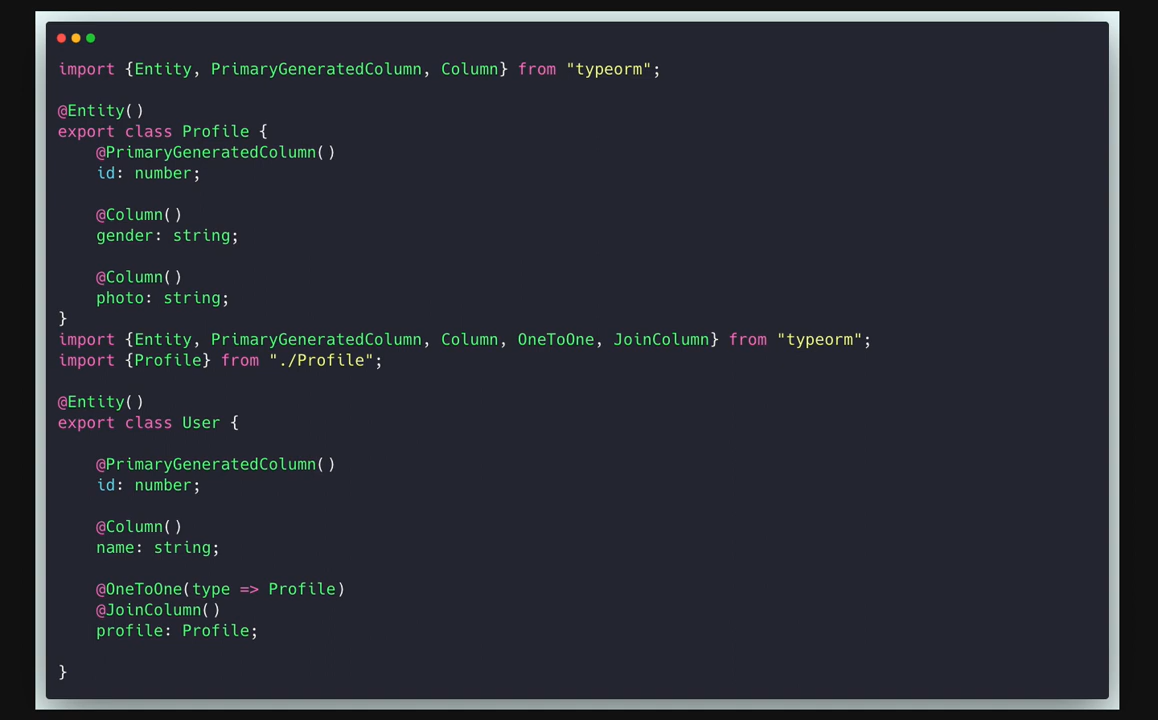 import {Entity, PrimaryGeneratedColumn, Column} from "typeorm";
@Entity()
export class Profile {
@PrimaryGeneratedColumn()
id: number;
@Column()
gender: string;
@Column()
photo: string;
}
import {Entity, PrimaryGeneratedColumn, Column, OneToOne, JoinColumn} from "typeorm";
import {Profile} from "./Profile";
@Entity()
export class User {
@PrimaryGeneratedColumn()
id: number;
@Column()
name: string;
@OneToOne(type => Profile)
@JoinColumn()
profile: Profile;
}